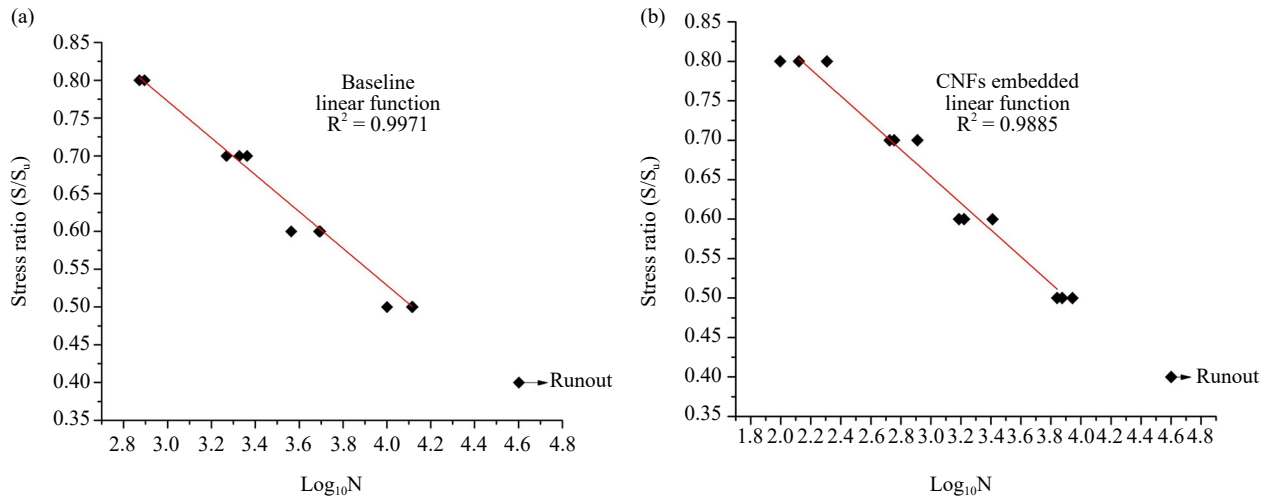 (a)
0.85
0.80
0.75
0.70
0.65
0.60
0.55
0.50
0.45
0.40
0.35
Stress ratio (S/Sᵤ)
Baseline
linear function
R² = 0.9971
Runout
2.8 3.0 3.2 3.4 3.6 3.8 4.0 4.2 4.4 4.6 4.8
Log₁₀N
(b)
0.85
0.80
0.75
0.70
0.65
0.60
0.55
0.50
0.45
0.40
0.35
Stress ratio (S/Sᵤ)
CNFs embedded
linear function
R² = 0.9885
Runout
1.8 2.0 2.2 2.4 2.6 2.8 3.0 3.2 3.4 3.6 3.8 4.0 4.2 4.4 4.6 4.8
Log₁₀N